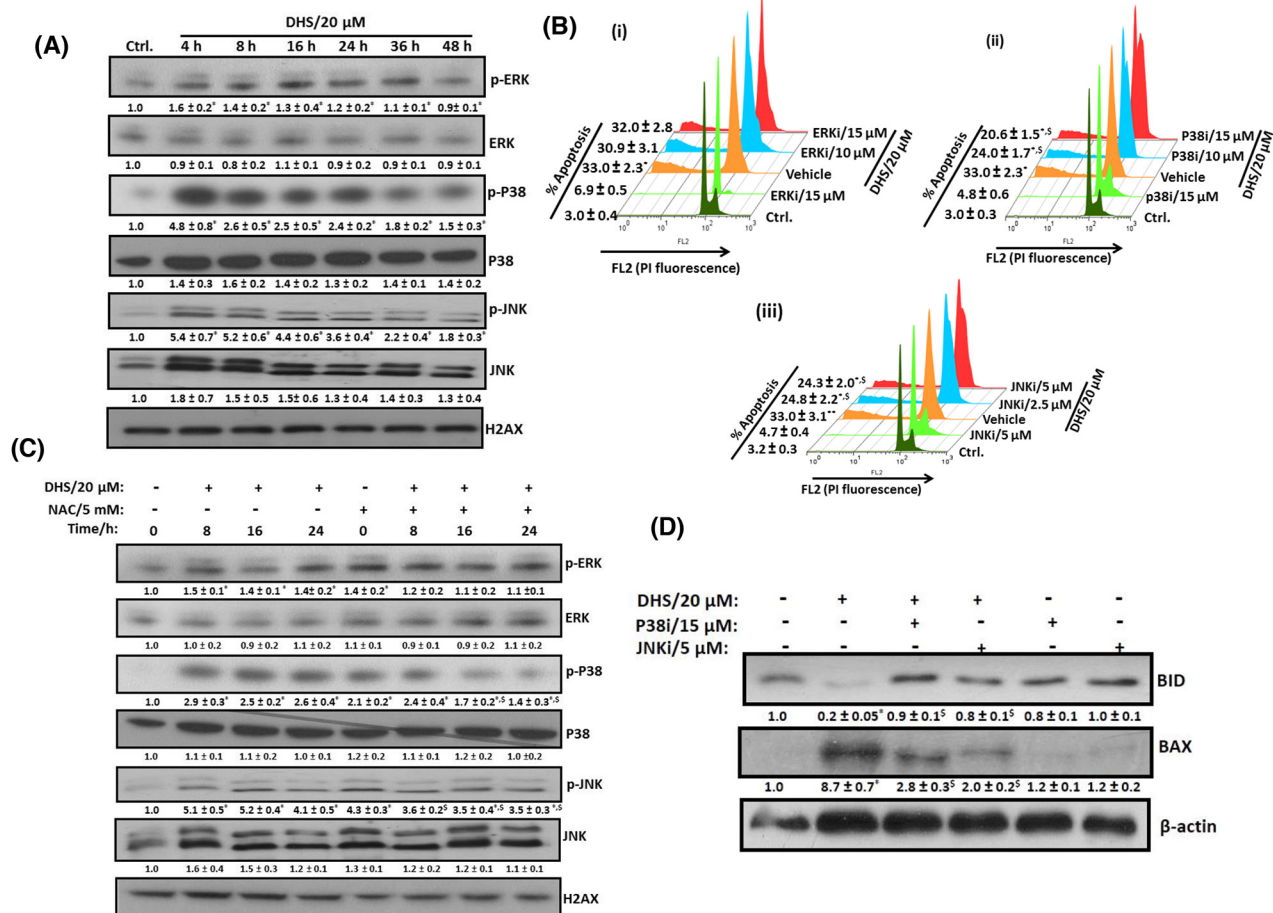 (A)
DHS/20 µM
Ctrl. 4 h 8 h 16 h 24 h 36 h 48 h
p-ERK
1.0 1.6 ± 0.2* 1.4 ± 0.2* 1.3 ± 0.4* 1.2 ± 0.2* 1.1 ± 0.1* 0.9± 0.1*
ERK
1.0 0.9 ± 0.1 0.8 ± 0.2 1.1 ± 0.1 0.9 ± 0.2 0.9 ± 0.1 0.9 ± 0.1
p-P38
1.0 4.8 ± 0.8* 2.6 ± 0.5* 2.5 ± 0.5* 2.4 ± 0.2* 1.8 ± 0.2* 1.5 ± 0.3*
P38
1.0 1.4 ± 0.3 1.6 ± 0.2 1.4 ± 0.2 1.3 ± 0.2 1.4 ± 0.1 1.4 ± 0.2
p-JNK
1.0 5.4 ± 0.7* 5.2 ± 0.6* 4.4 ± 0.6* 3.6 ± 0.4* 2.2 ± 0.4* 1.8 ± 0.3*
JNK
1.0 1.8 ± 0.7 1.5 ± 0.5 1.5± 0.6 1.3 ± 0.4 1.4 ± 0.3 1.3 ± 0.4
H2AX
(B)
(i)
% Apoptosis
32.0 ± 2.8 ERKi/15 µM
30.9 ± 3.1 ERKi/10 µM
33.0 ± 2.3* Vehicle
6.9 ± 0.5 ERKi/15 µM
3.0 ± 0.4 Ctrl.
DHS/20 µM
10⁰ 10¹ 10² 10³
FL2
FL2 (PI fluorescence)
(ii)
% Apoptosis
20.6 ± 1.5*,$ P38i/15 µM
24.0 ± 1.7*,$ P38i/10 µM
33.0 ± 2.3* Vehicle
4.8 ± 0.6 p38i/15 µM
3.0 ± 0.3 Ctrl.
DHS/20 µM
10⁰ 10¹ 10² 10³
FL2
FL2 (PI fluorescence)
(iii)
% Apoptosis
24.3 ± 2.0*,$ JNKi/5 µM
24.8 ± 2.2*,$ JNKi/2.5 µM
33.0 ± 3.1** Vehicle
4.7 ± 0.4 JNKi/5 µM
3.2 ± 0.3 Ctrl.
DHS/20 µM
10⁰ 10¹ 10² 10³
FL2
FL2 (PI fluorescence)
(C)
DHS/20 µM: - + + + - + + +
NAC/5 mM: - - - - + + + +
Time/h: 0 8 16 24 0 8 16 24
p-ERK
1.0 1.5 ± 0.1* 1.4 ± 0.1* 1.4± 0.2* 1.4 ± 0.2* 1.2 ± 0.2 1.1 ± 0.2 1.1 ±0.1
ERK
1.0 1.0 ± 0.2 0.9 ± 0.2 1.1 ± 0.2 1.1 ± 0.1 0.9 ± 0.1 0.9 ± 0.2 1.1 ± 0.2
p-P38
1.0 2.9 ± 0.3* 2.5 ± 0.2* 2.6 ± 0.4* 2.1 ± 0.2* 2.4 ± 0.4* 1.7 ± 0.2*,$ 1.4 ± 0.3*,$
P38
1.0 1.1 ± 0.1 1.1 ± 0.2 1.0 ± 0.1 1.2 ± 0.2 1.1 ± 0.1 1.2 ± 0.2 1.0 ±0.2
p-JNK
1.0 5.1 ± 0.5* 5.2 ± 0.4* 4.1 ± 0.5* 4.3 ± 0.3* 3.6 ± 0.2$ 3.5 ± 0.4*,$ 3.5 ± 0.3*,$
JNK
1.0 1.6 ± 0.4 1.5 ± 0.3 1.2 ± 0.1 1.3 ± 0.1 1.2 ± 0.2 1.2 ± 0.1 1.1 ± 0.1
H2AX
(D)
DHS/20 µM: - + + + - -
P38i/15 µM: - - + - + -
JNKi/5 µM: - - - + - +
BID
1.0 0.2 ± 0.05* 0.9 ± 0.1$ 0.8 ± 0.1$ 0.8 ± 0.1 1.0 ± 0.1
BAX
1.0 8.7 ± 0.7* 2.8 ± 0.3$ 2.0 ± 0.2$ 1.2 ± 0.1 1.2 ± 0.2
β-actin